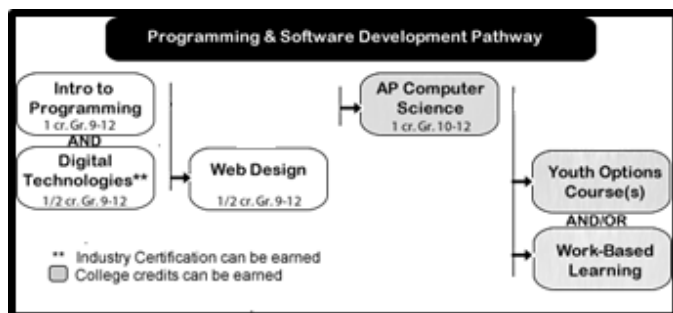 Programming & Software Development Pathway
Intro to
Programming
1 cr. Gr. 9-12
AND
Digital
Technologies**
1/2 cr. Gr. 9-12
Web Design
1/2 cr. Gr. 9-12
AP Computer
Science
1 cr. Gr. 10-12
Youth Options
Course(s)
AND/OR
Work-Based
Learning
** Industry Certification can be earned
College credits can be earned